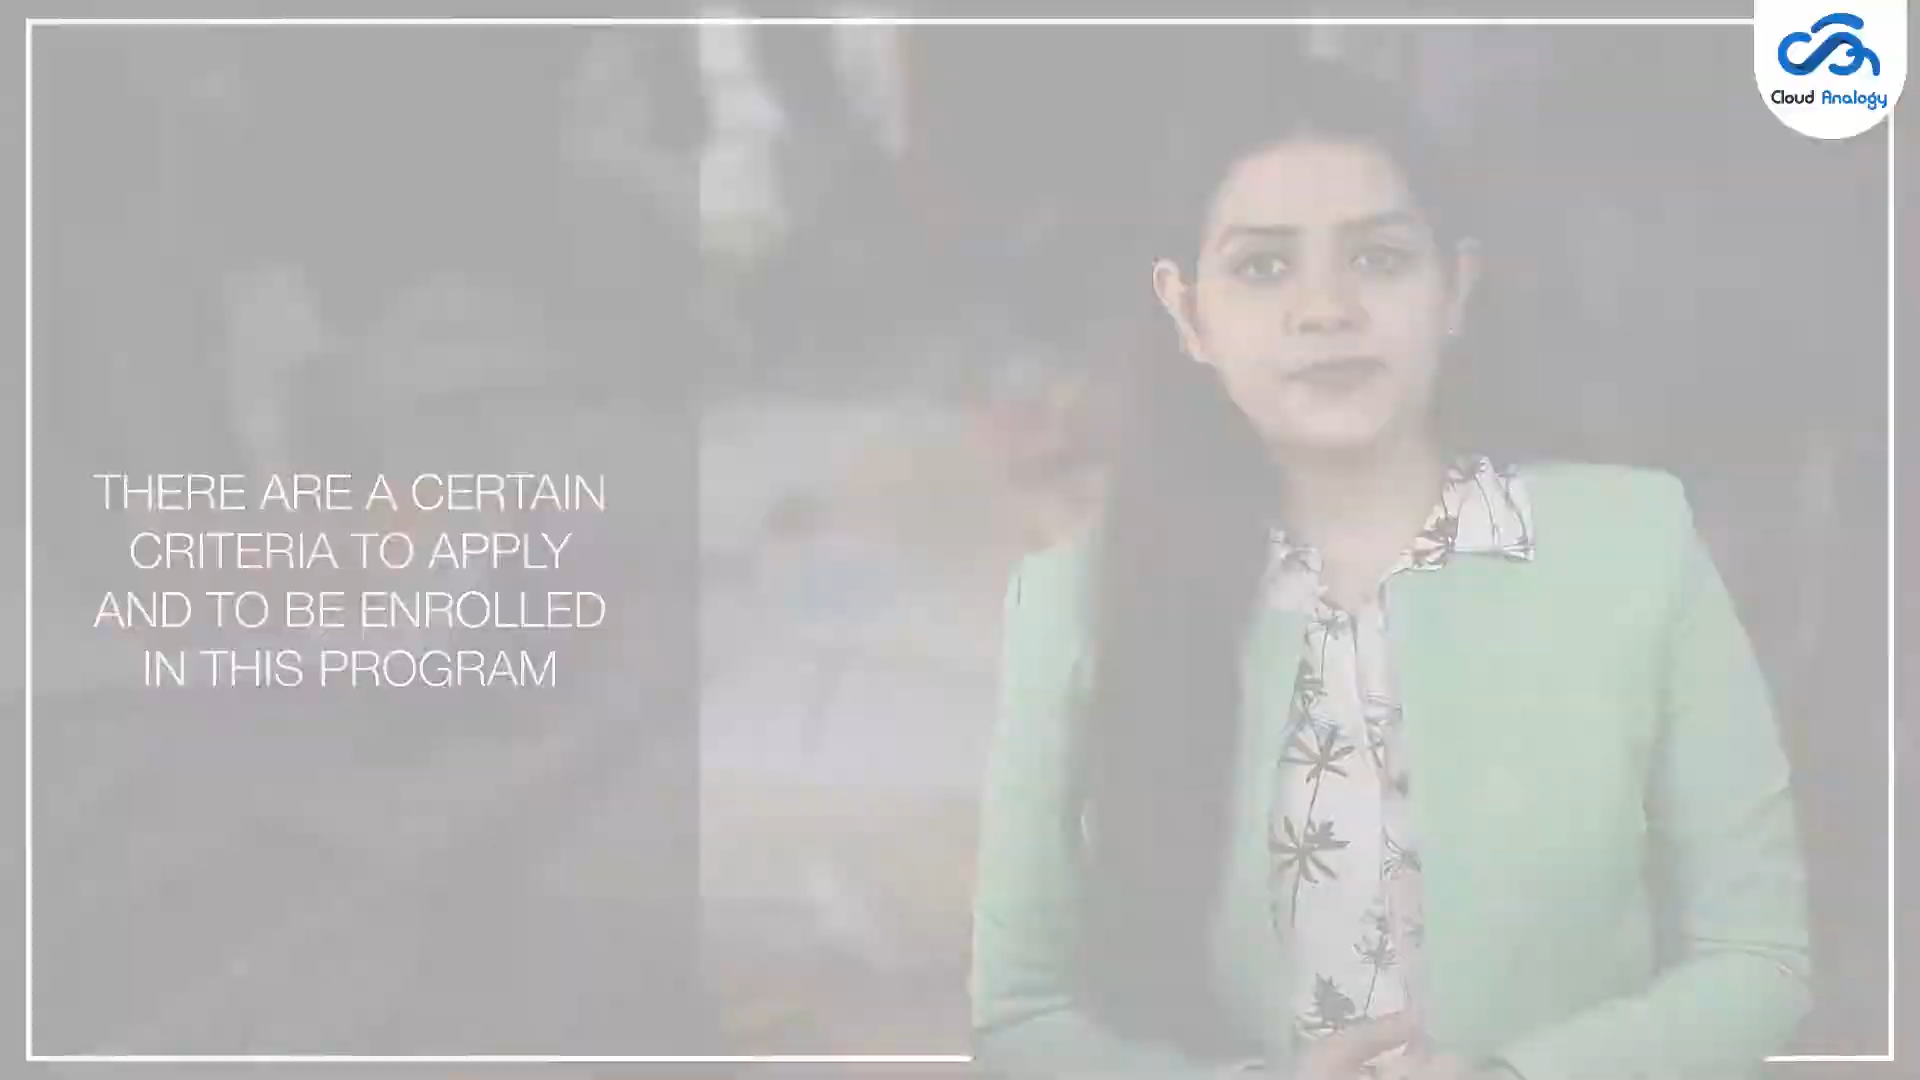 Cloud Analogy
THERE ARE A CERTAIN
CRITERIA TO APPLY
AND TO BE ENROLLED
IN THIS PROGRAM